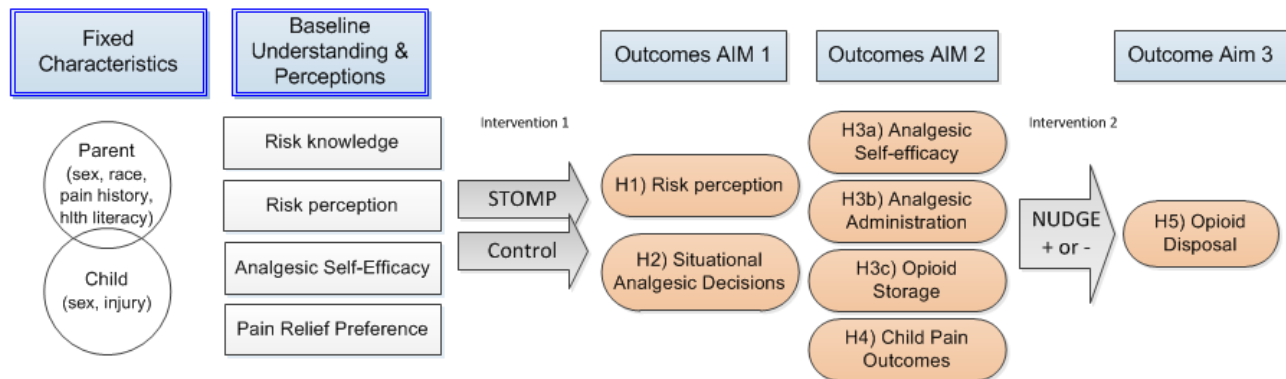 Fixed
Characteristics
Baseline
Understanding &
Perceptions
Outcomes AIM 1
Outcomes AIM 2
Outcome Aim 3
Parent
(sex, race,
pain history,
hlth literacy)
Child
(sex, injury)
Risk knowledge
Risk perception
Analgesic Self-Efficacy
Pain Relief Preference
Intervention 1
STOMP
Control
H1) Risk perception
H2) Situational
Analgesic Decisions
H3a) Analgesic
Self-efficacy
H3b) Analgesic
Administration
H3c) Opioid
Storage
H4) Child Pain
Outcomes
Intervention 2
NUDGE
+ or -
H5) Opioid
Disposal